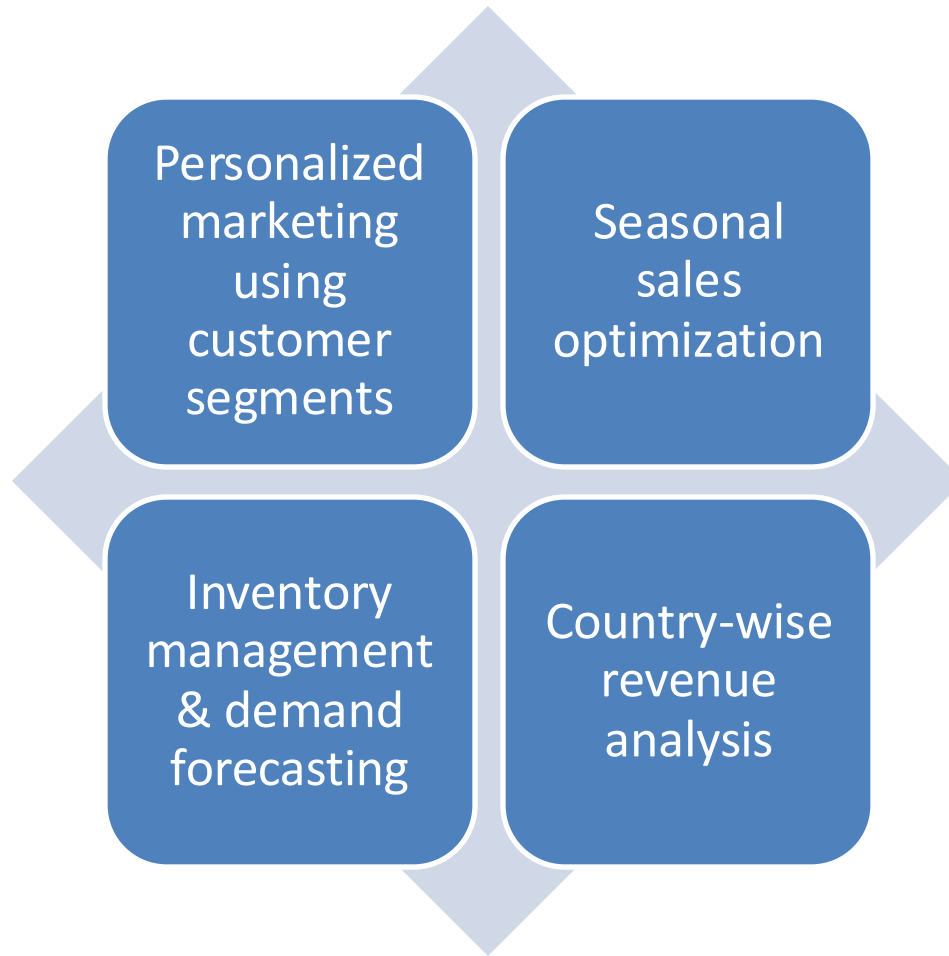 Personalized
marketing
using
customer
segments
Seasonal
sales
optimization
Inventory
management
& demand
forecasting
Country-wise
revenue
analysis